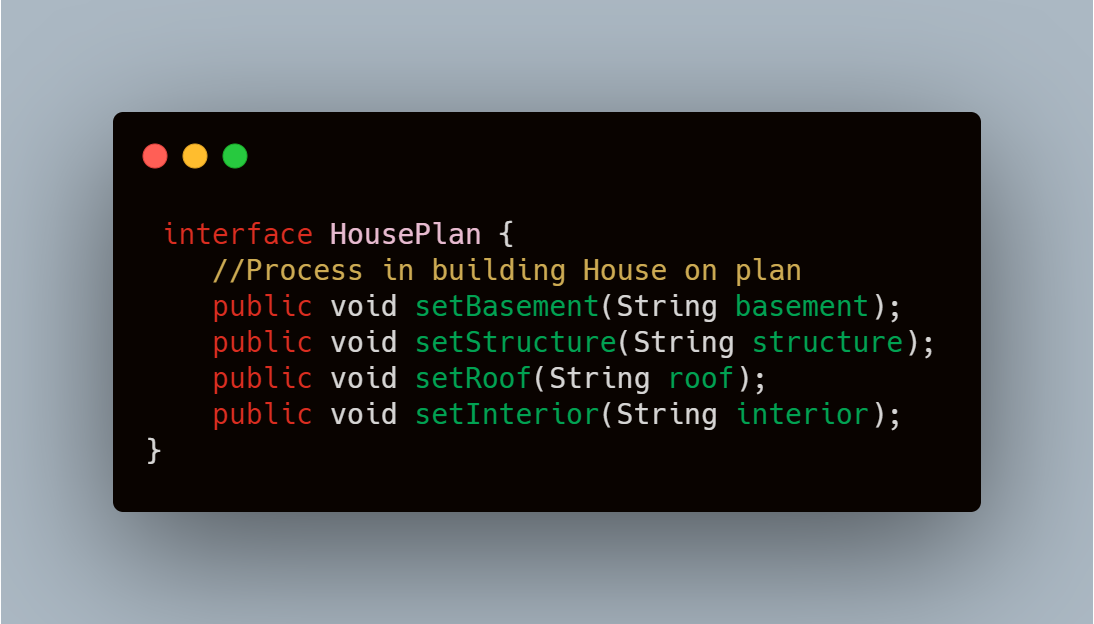 interface HousePlan {
//Process in building House on plan
public void setBasement(String basement);
public void setStructure(String structure);
public void setRoof(String roof);
public void setInterior(String interior);
}